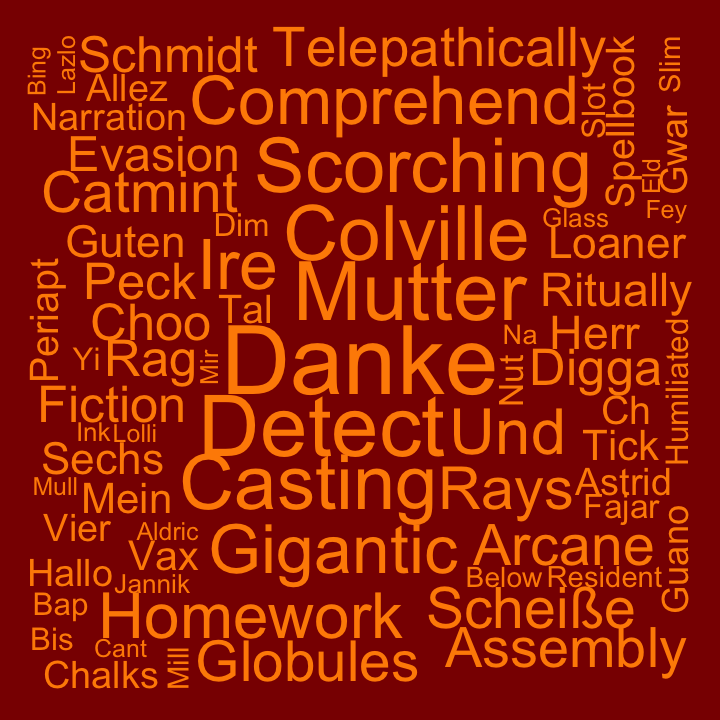 Bing
Lazlo
Schmidt
Telepathically
Slim
Allez
Comprehend
Slot
Spellbook
Narration
Gwar
Evasion
Scorching
Eld
Catmint
Fey
Dim
Colville
Glass
Guten
Ire
Loaner
Peck
Mutter
Ritually
Periapt
Choo
Tal
Na
Herr
Yi
Rag
Mir
Danke
Nut
Digga
Humiliated
Fiction
Detect
Und
Ch
Ink
Lolli
Sechs
Tick
Mull
Mein
Casting
Rays
Astrid
Fajar
Vier
Aldric
Vax
Gigantic
Arcane
Guano
Hallo
Jannik
Below
Resident
Bap
Homework
Scheiße
Bis
Cant
Assembly
Chalks
Mill
Globules